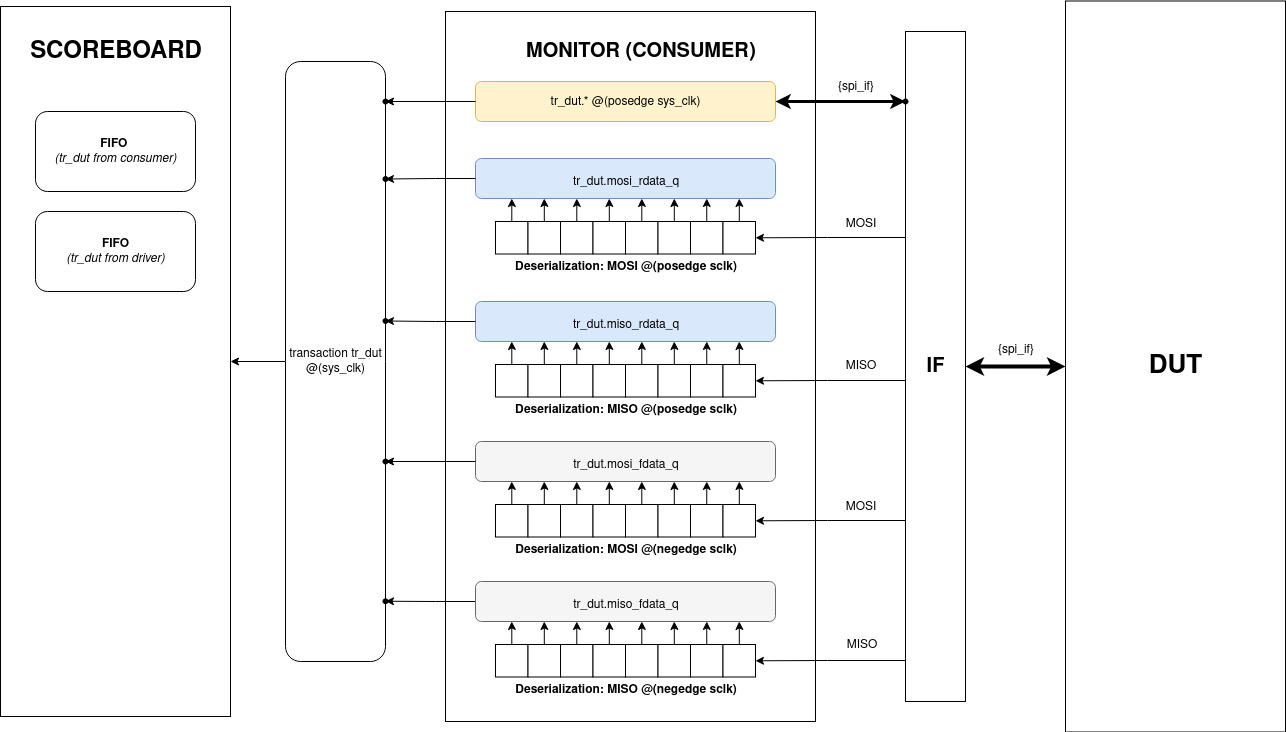 SCOREBOARD
FIFO
(tr_dut from consumer)
FIFO
(tr_dut from driver)
transaction tr_dut
@(sys_clk)
MONITOR (CONSUMER)
tr_dut.* @(posedge sys_clk)
{spi_if}
tr_dut.mosi_rdata_q
MOSI
Deserialization: MOSI @(posedge sclk)
tr_dut.miso_rdata_q
MISO
Deserialization: MISO @(posedge sclk)
tr_dut.mosi_fdata_q
MOSI
Deserialization: MOSI @(negedge sclk)
tr_dut.miso_fdata_q
MISO
Deserialization: MISO @(negedge sclk)
IF
{spi_if}
DUT